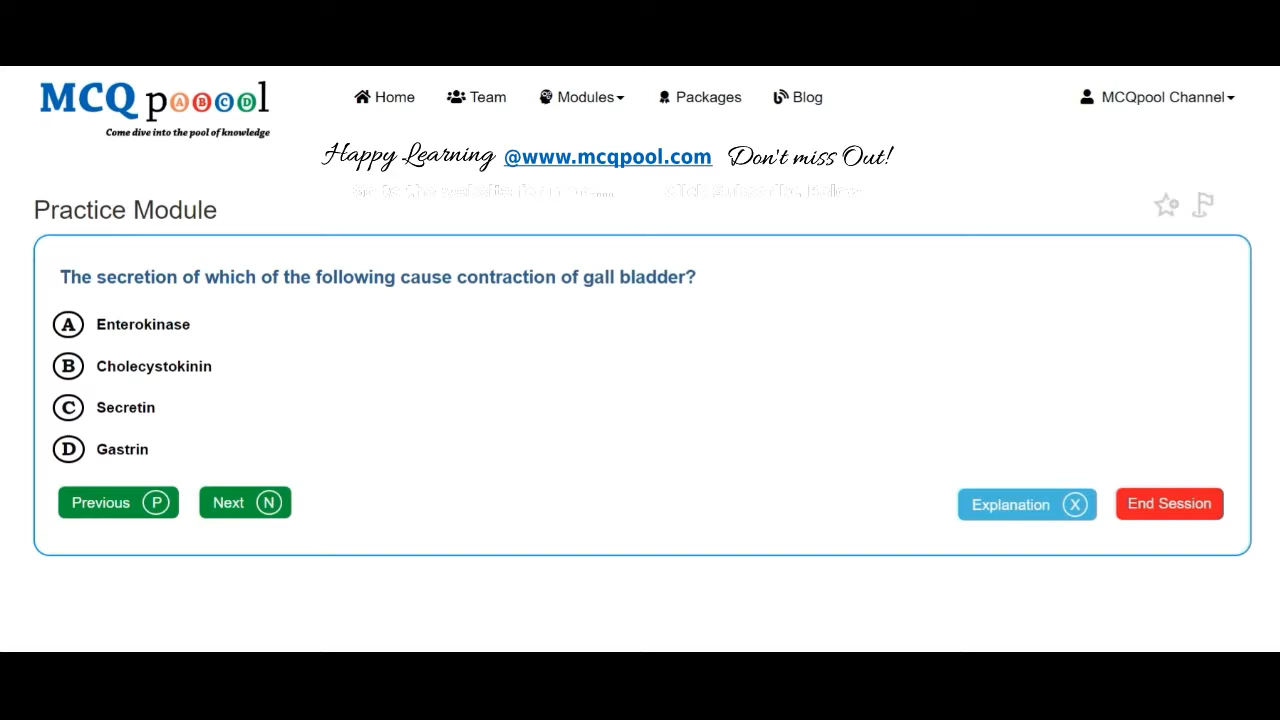 MCQ pooool
Come dive into the pool of knowledge
Home Team Modules Packages Blog MCQpool Channel
Happy Learning @www.mcqpool.com Don't miss Out!
Practice Module
The secretion of which of the following cause contraction of gall bladder?
A Enterokinase
B Cholecystokinin
C Secretin
D Gastrin
Previous P Next N Explanation X End Session